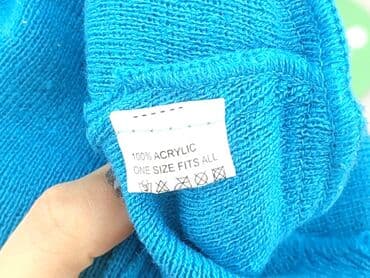 100% ACRYLIC
ONE SIZE FITS ALL